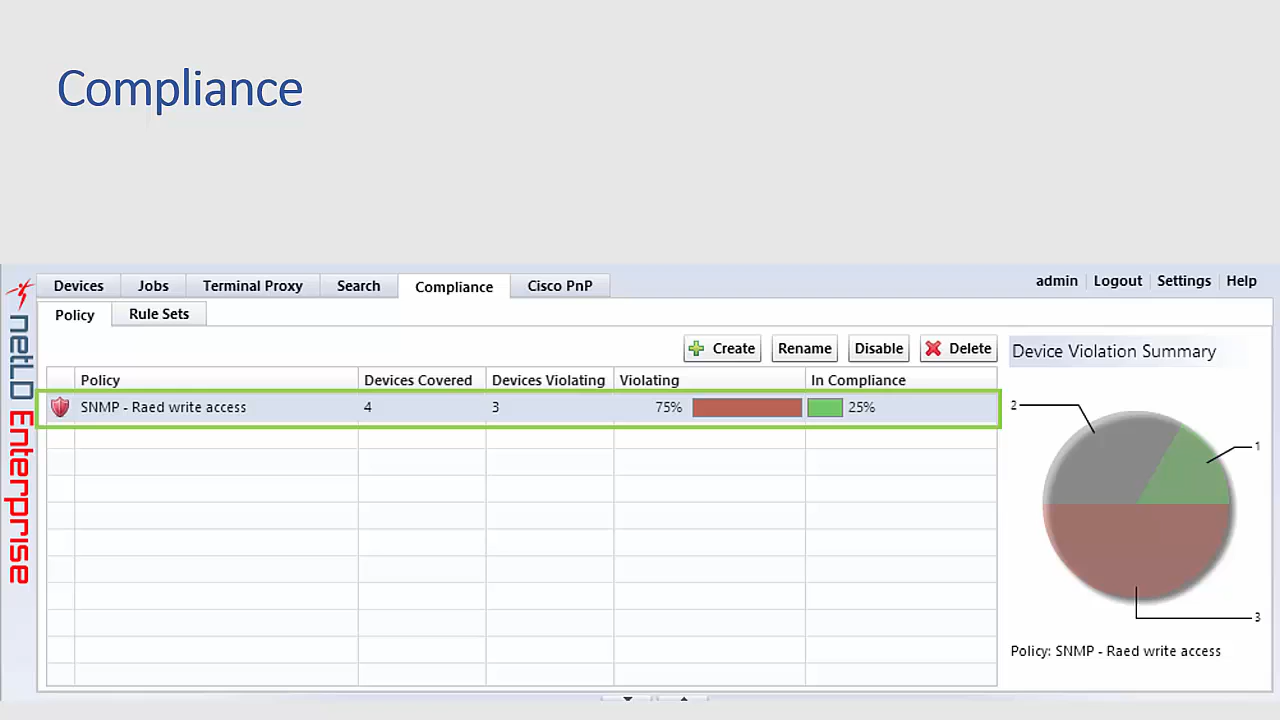 Compliance
Devices Jobs Terminal Proxy Search Compliance Cisco PnP admin Logout Settings Help
Policy Rule Sets
Create Rename Disable Delete
Device Violation Summary
Policy Devices Covered Devices Violating Violating In Compliance
SNMP - Raed write access 4 3 75% 25%
2
1
3
Policy: SNMP - Raed write access
netLD Enterprise